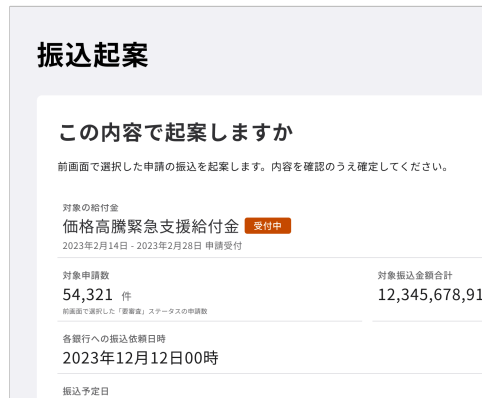 振込起案
この内容で起案しますか
前画面で選択した申請の振込を起案します。内容を確認のうえ確定してください。
対象の給付金
価格高騰緊急支援給付金 受付中
2023年2月14日 - 2023年2月28日 申請受付
対象申請数 対象振込金額合計
54,321 件 12,345,678,91
前画面で選択した「要審査」ステータスの申請数
各銀行への振込依頼日時
2023年12月12日00時
振込予定日